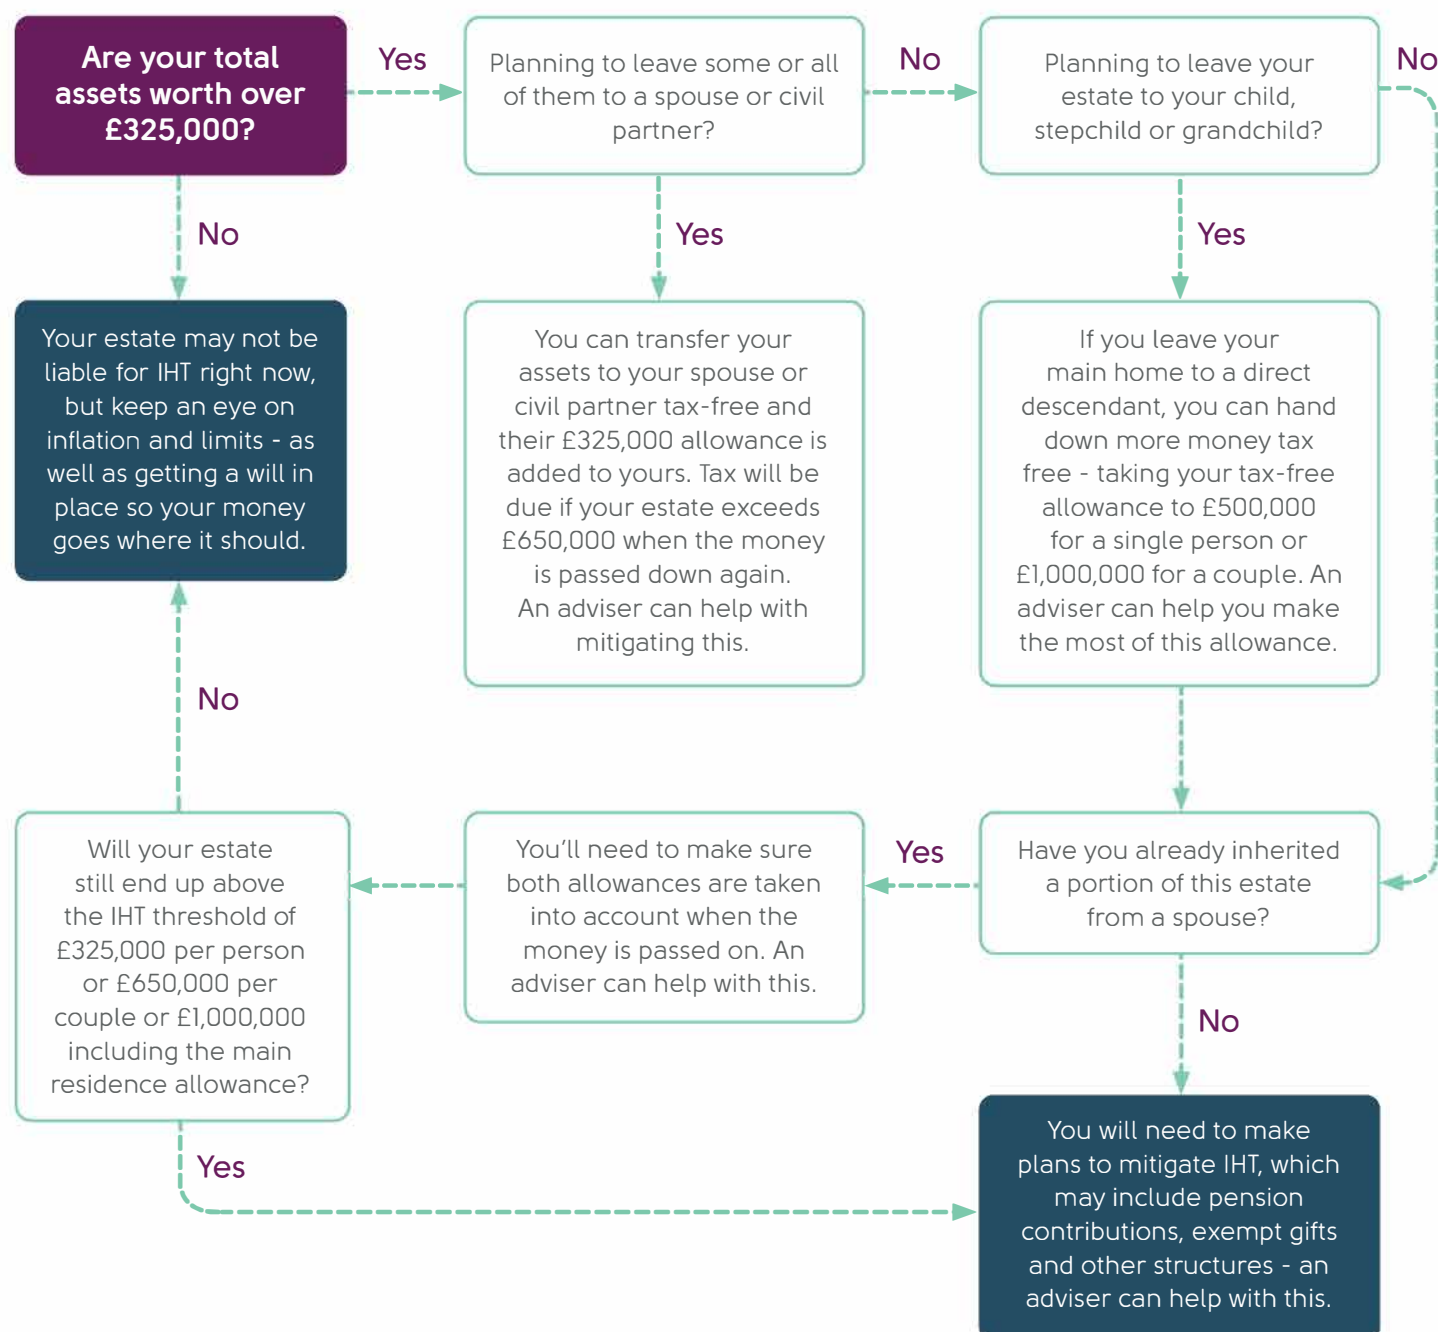 Are your total
assets worth over
£325,000?
Yes
Planning to leave some or all
of them to a spouse or civil
partner?
No
Planning to leave your
estate to your child,
stepchild or grandchild?
No
No
Yes
Yes
Your estate may not be
liable for IHT right now,
but keep an eye on
inflation and limits - as
well as getting a will in
place so your money
goes where it should.
You can transfer your
assets to your spouse or
civil partner tax-free and
their £325,000 allowance is
added to yours. Tax will be
due if your estate exceeds
£650,000 when the money
is passed down again.
An adviser can help with
mitigating this.
If you leave your
main home to a direct
descendant, you can hand
down more money tax
free - taking your tax-free
allowance to £500,000
for a single person or
£1,000,000 for a couple. An
adviser can help you make
the most of this allowance.
No
Will your estate
still end up above
the IHT threshold of
£325,000 per person
or £650,000 per
couple or £1,000,000
including the main
residence allowance?
You'll need to make sure
both allowances are taken
into account when the
money is passed on. An
adviser can help with this.
Yes
Have you already inherited
a portion of this estate
from a spouse?
No
Yes
You will need to make
plans to mitigate IHT, which
may include pension
contributions, exempt gifts
and other structures - an
adviser can help with this.